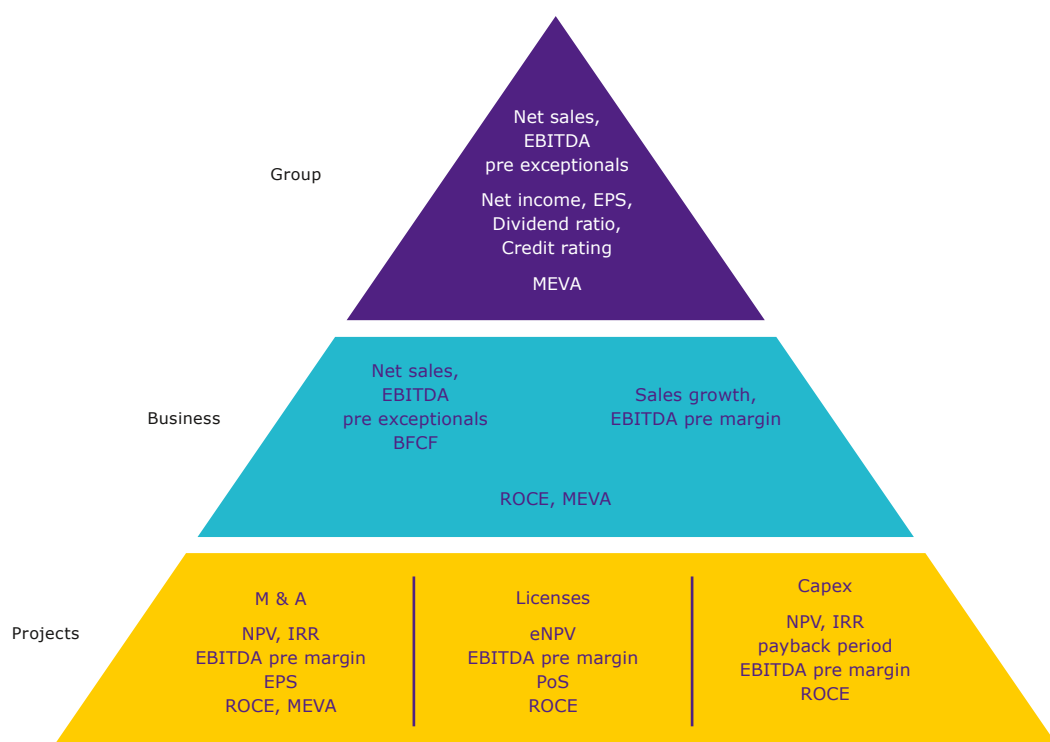 Group
Net sales,
EBITDA
pre exceptionals
Net income, EPS,
Dividend ratio,
Credit rating
MEVA
Business
Net sales,
EBITDA
pre exceptionals
BFCF
Sales growth,
EBITDA pre margin
ROCE, MEVA
Projects
M & A
NPV, IRR
EBITDA pre margin
EPS
ROCE, MEVA
Licenses
eNPV
EBITDA pre margin
PoS
ROCE
Capex
NPV, IRR
payback period
EBITDA pre margin
ROCE